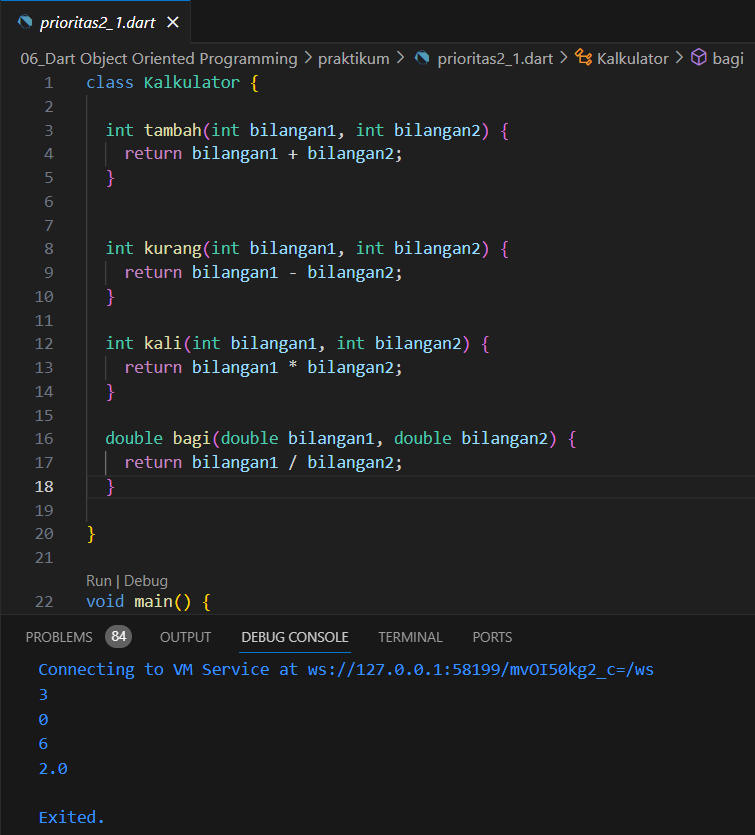 prioritas2_1.dart ✕
06_Dart Object Oriented Programming > praktikum > prioritas2_1.dart > Kalkulator > bagi
1 class Kalkulator {
2
3   int tambah(int bilangan1, int bilangan2) {
4     return bilangan1 + bilangan2;
5   }
6
7
8   int kurang(int bilangan1, int bilangan2) {
9     return bilangan1 - bilangan2;
10   }
11
12   int kali(int bilangan1, int bilangan2) {
13     return bilangan1 * bilangan2;
14   }
15
16   double bagi(double bilangan1, double bilangan2) {
17     return bilangan1 / bilangan2;
18   }
19
20 }
21
Run | Debug
22 void main() {
PROBLEMS 84 OUTPUT DEBUG CONSOLE TERMINAL PORTS
Connecting to VM Service at ws://127.0.0.1:58199/mvOI50kg2_c=/ws
3
0
6
2.0
Exited.